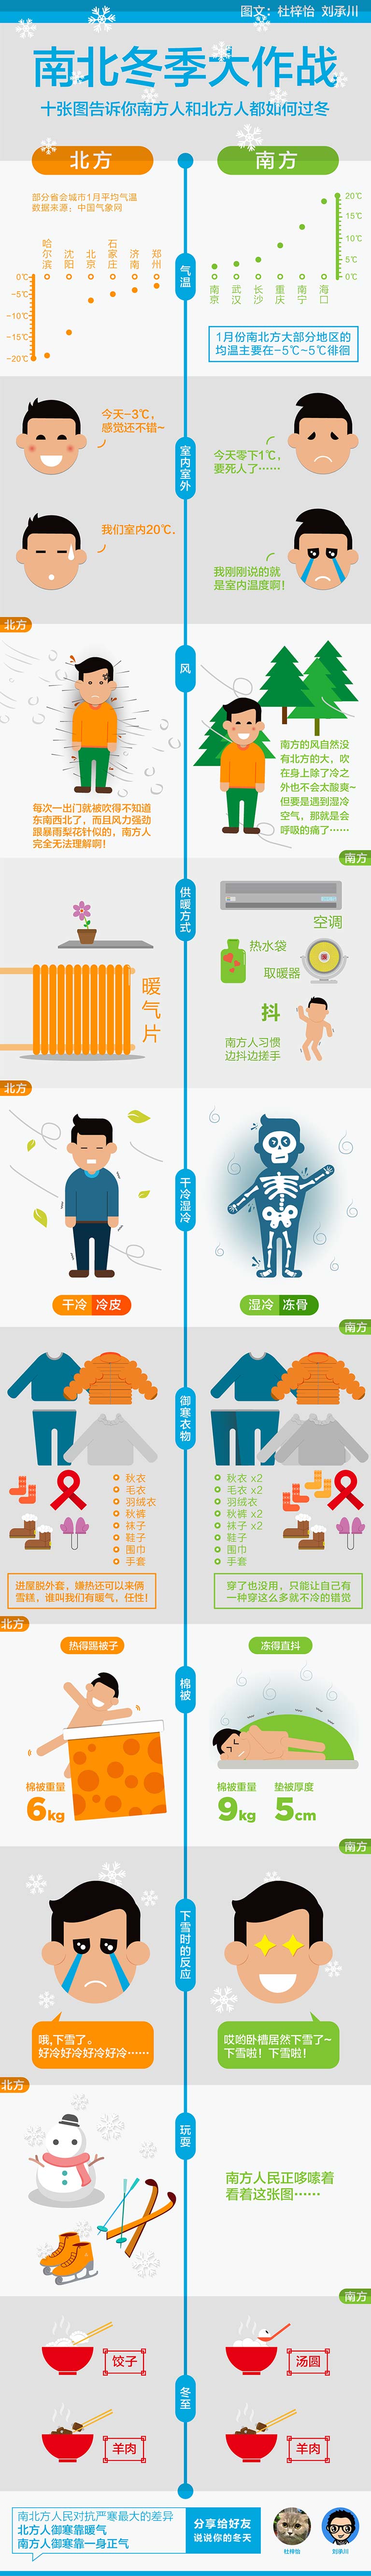 图文：杜梓怡 刘承川
南北冬季大作战
十张图告诉你南方人和北方人都如何过冬
北方
南方
部分省会城市1月平均气温
数据来源：中国气象网
哈尔滨
沈阳
北京
石家庄
济南
郑州
0℃
-5℃
-10℃
-15℃
-20℃
气温
20℃
15℃
10℃
5℃
0℃
南京
武汉
长沙
重庆
南宁
海口
1月份南北方大部分地区的
均温主要在-5℃~5℃徘徊
室内室外
今天-3℃，
感觉还不错~
今天零下1℃，
要死人了……
我们室内20℃.
我刚刚说的就
是室内温度啊！
北方
风
每次一出门就被吹得不知道
东南西北了，而且风力强劲
跟暴雨梨花针似的，南方人
完全无法理解啊！
南方的风自然没
有北方的大，吹
在身上除了冷之
外也不会太酸爽~
但要是遇到湿冷
空气，那就是会
呼吸的痛了……
南方
供暖方式
暖气片
空调
热水袋
取暖器
抖
南方人习惯
边抖边搓手
北方
干冷湿冷
干冷 冷皮
湿冷 冻骨
南方
御寒衣物
秋衣
毛衣
羽绒衣
秋裤
袜子
鞋子
围巾
手套
进屋脱外套，嫌热还可以来俩
雪糕，谁叫我们有暖气，任性！
秋衣 x2
毛衣 x2
羽绒衣
秋裤 x2
袜子 x2
鞋子
围巾
手套
穿了也没用，只能让自己有
一种穿这么多就不冷的错觉
北方
棉被
热得踢被子
冻得直抖
棉被重量
6kg
棉被重量
9kg
垫被厚度
5cm
南方
下雪时的反应
哦，下雪了。
好冷好冷好冷好冷……
哎哟卧槽居然下雪了~
下雪啦！下雪啦！
北方
玩耍
南方人民正哆嗦着
看着这张图……
南方
冬至
饺子
汤圆
羊肉
羊肉
南北方人民对抗严寒最大的差异
北方人御寒靠暖气
南方人御寒靠一身正气
分享给好友
说说你的冬天
杜梓怡
刘承川